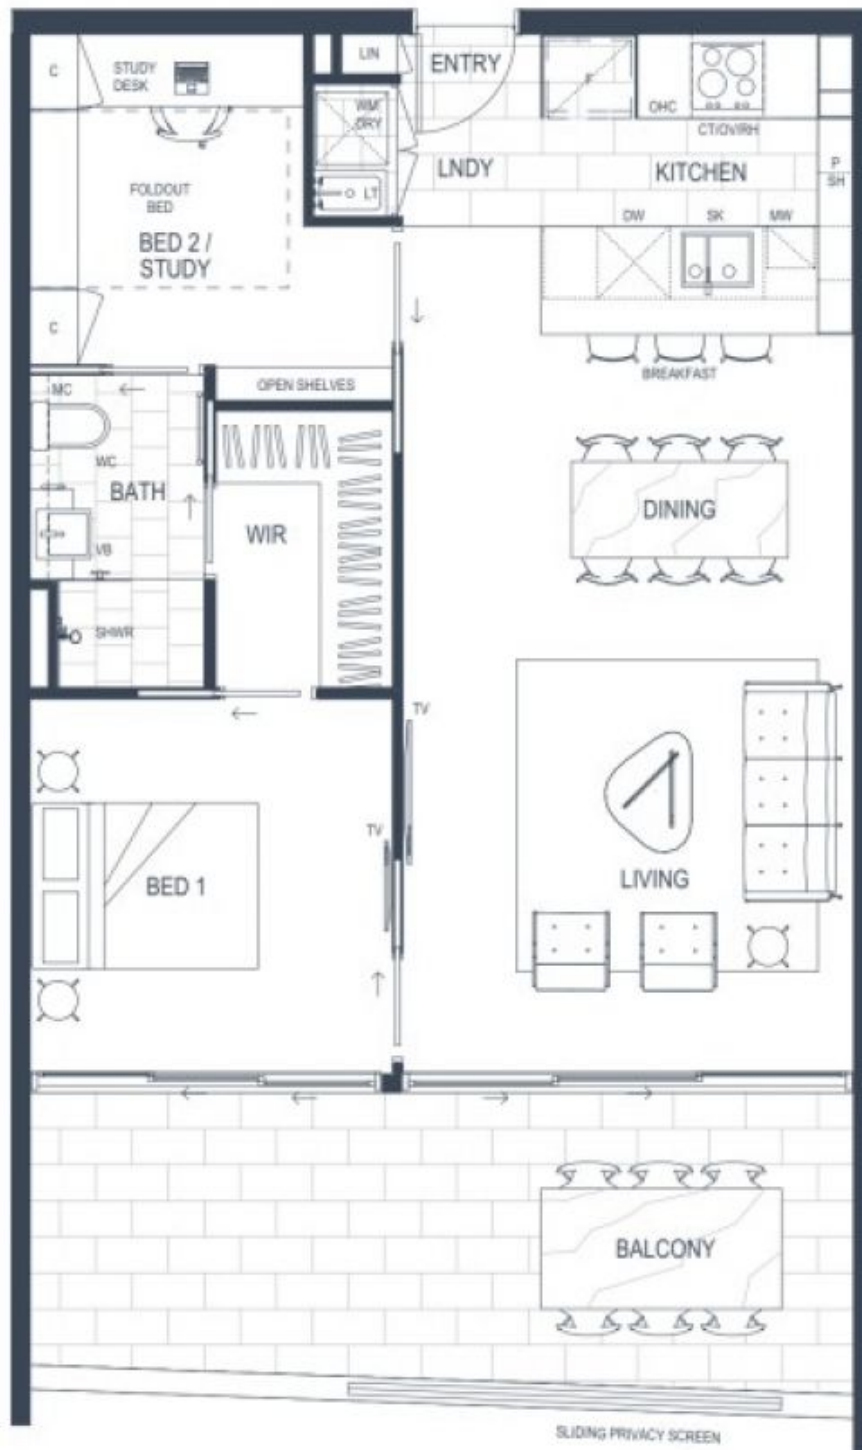 LIN
ENTRY
C
STUDY
DESK
WM/
DRY
F
OHC
CT/OV/RH
LNDY
KITCHEN
P
SH
LT
FOLDOUT
BED
BED 2 /
STUDY
DW
SK
MW
C
BREAKFAST
OPEN SHELVES
MC
WC
BATH
VB
SHWR
WIR
DINING
TV
TV
BED 1
LIVING
BALCONY
SLIDING PRIVACY SCREEN